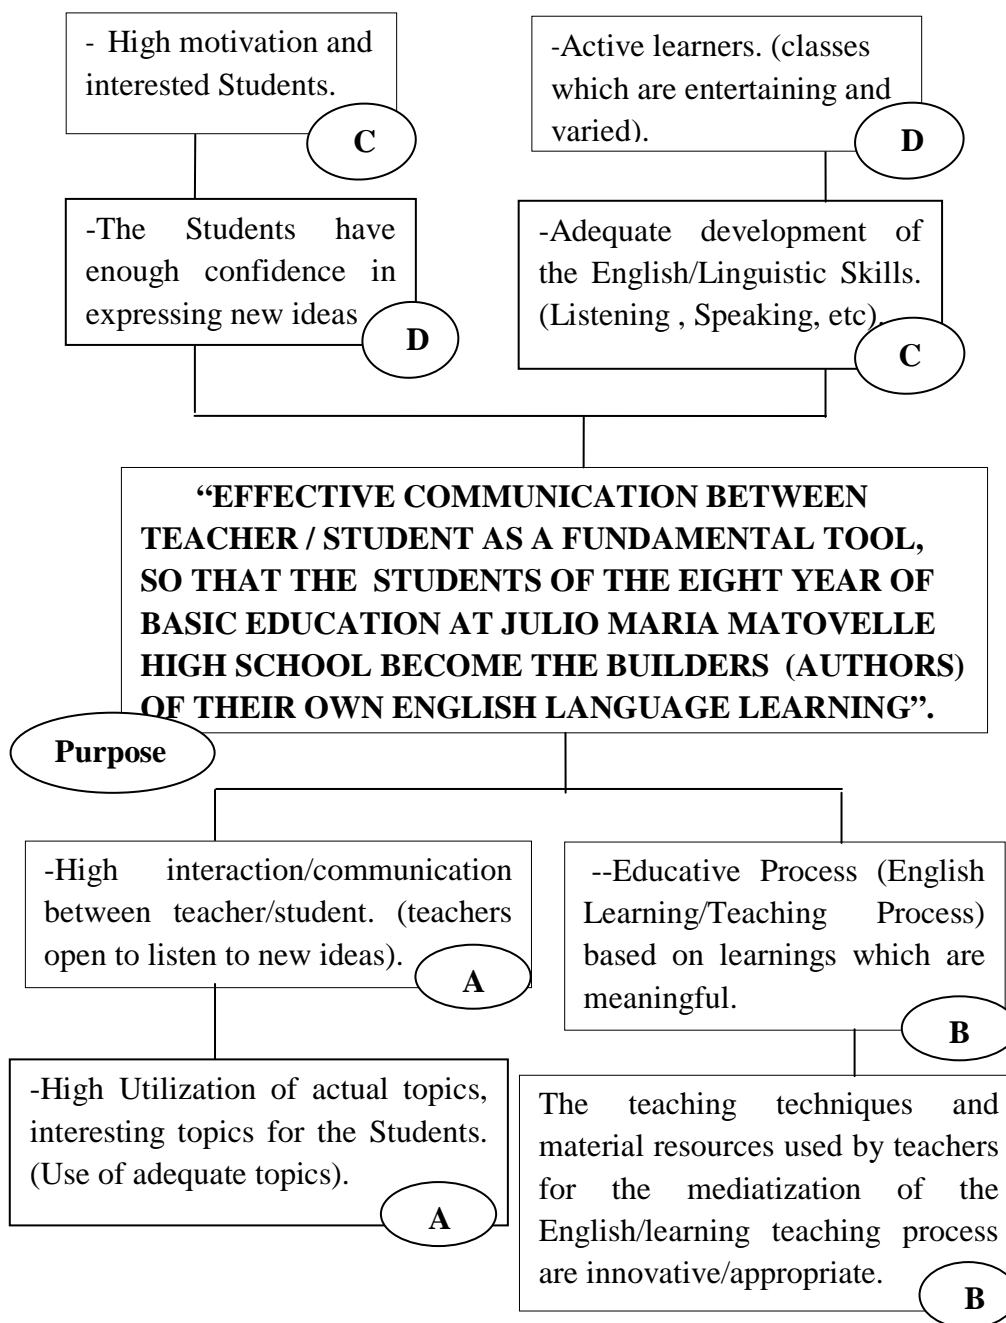 - High motivation and
interested Students.
C
-Active learners. (classes
which are entertaining and
varied).
D
-The Students have
enough confidence in
expressing new ideas
D
-Adequate development of
the English/Linguistic Skills.
(Listening , Speaking, etc).
C
“EFFECTIVE COMMUNICATION BETWEEN
TEACHER / STUDENT AS A FUNDAMENTAL TOOL,
SO THAT THE STUDENTS OF THE EIGHT YEAR OF
BASIC EDUCATION AT JULIO MARIA MATOVELLE
HIGH SCHOOL BECOME THE BUILDERS (AUTHORS)
OF THEIR OWN ENGLISH LANGUAGE LEARNING”.
Purpose
-High interaction/communication
between teacher/student. (teachers
open to listen to new ideas).
A
--Educative Process (English
Learning/Teaching Process)
based on learnings which are
meaningful.
B
-High Utilization of actual topics,
interesting topics for the Students.
(Use of adequate topics).
A
The teaching techniques and
material resources used by teachers
for the mediatization of the
English/learning teaching process
are innovative/appropriate.
B